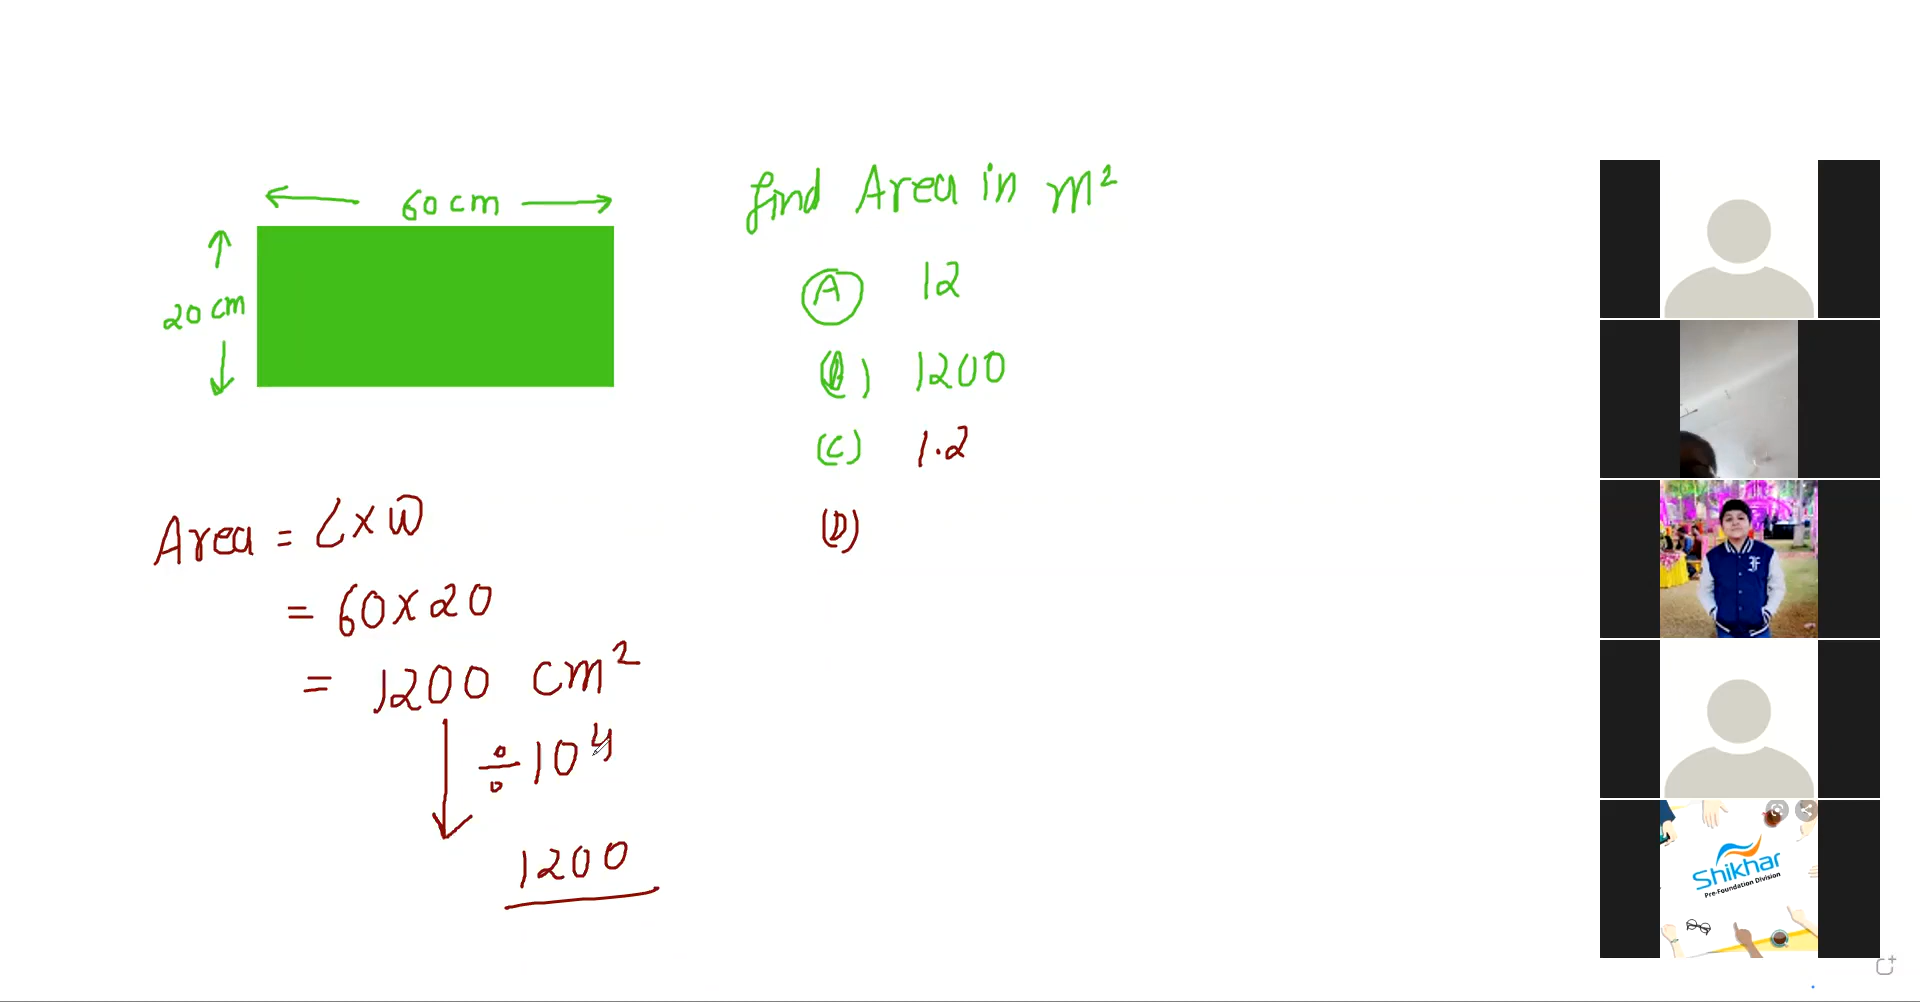 60 cm
20 cm
find Area in m²
(A) 12
(B) 1200
(C) 1.2
(D)
Area = L x W
= 60 x 20
= 1200 cm²
÷ 10⁴
1200
F
Shikhar
Pre-Foundation Division